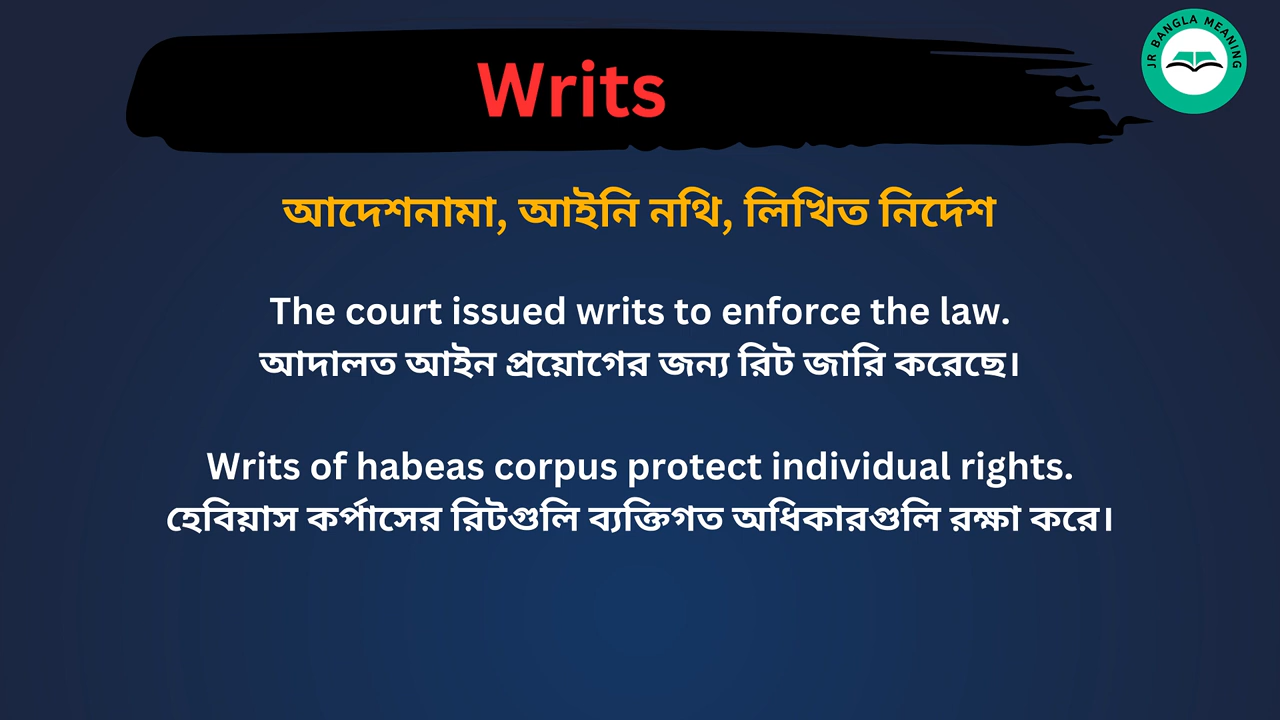 JR BANGLA MEANING
Writs
আদেশনামা, আইনি নথি, লিখিত নির্দেশ
The court issued writs to enforce the law.
আদালত আইন প্রয়োগের জন্য রিট জারি করেছে।
Writs of habeas corpus protect individual rights.
হেবিয়াস কর্পাসের রিটগুলি ব্যক্তিগত অধিকারগুলি রক্ষা করে।